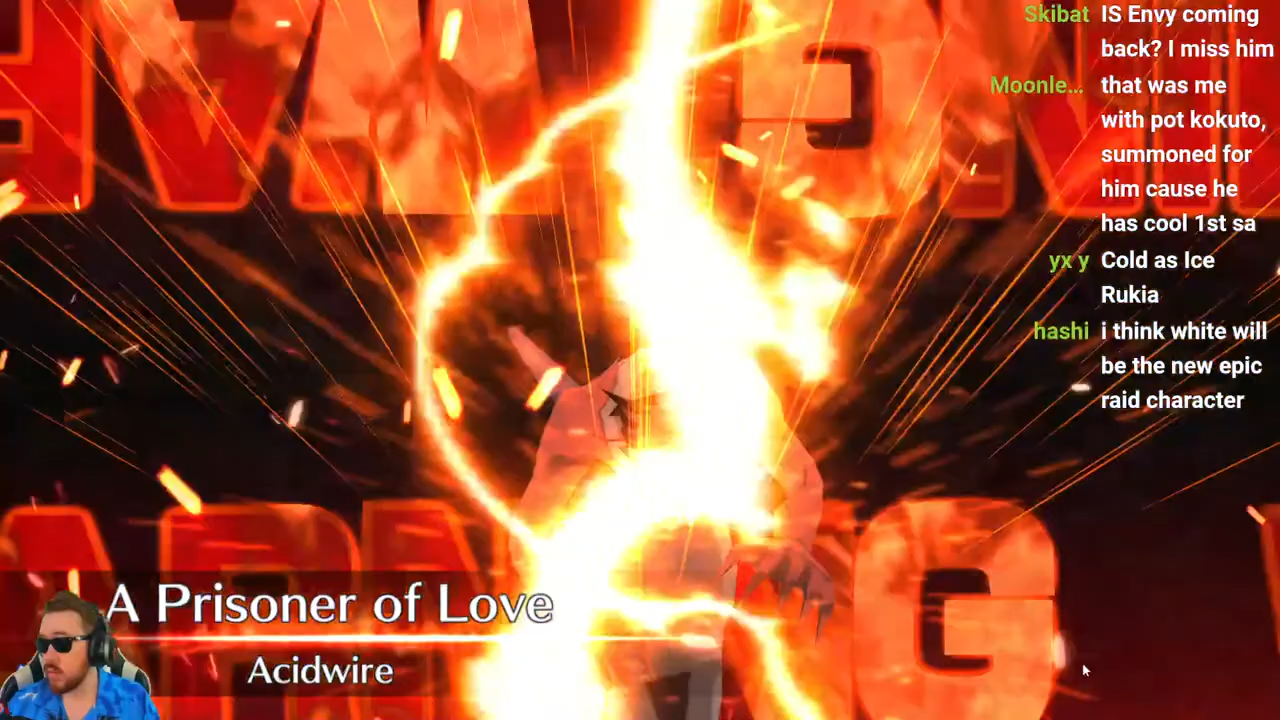 Skibat IS Envy coming
back? I miss him
Moonle... that was me
with pot kokuto,
summoned for
him cause he
has cool 1st sa
yx y Cold as Ice
Rukia
hashi i think white will
be the new epic
raid character
A Prisoner of Love
Acidwire